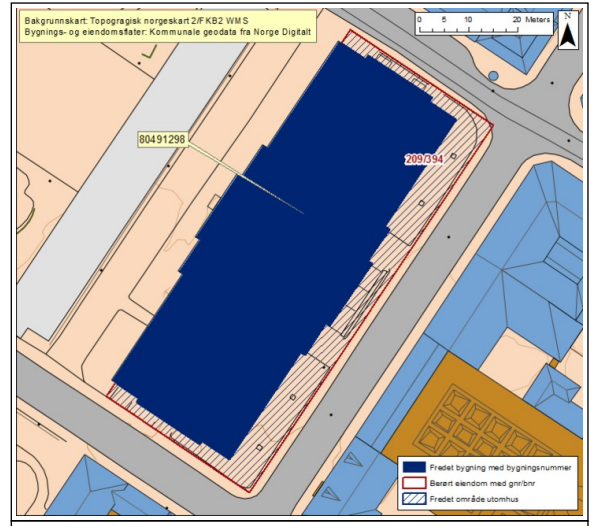 Bakgrunnskart: Topogragisk norgeskart 2/FKB2 WMS
Bygnings- og eiendomsflater: Kommunale geodata fra Norge Digitalt
0 5 10 20 Meters
N
80491298
209/394
Fredet bygning med bygningsnummer
Berørt eiendom med gnr/bnr
Fredet område utomhus